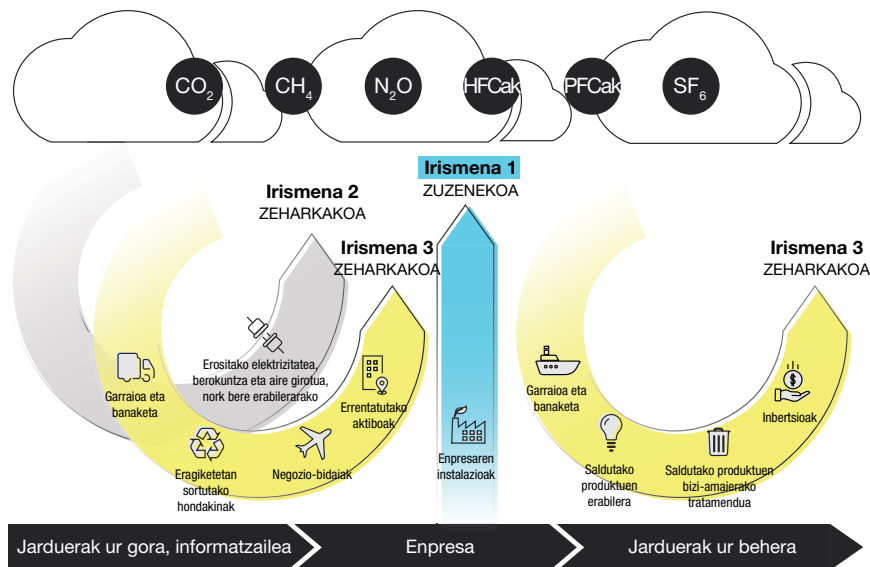 CO2
CH4
N2O
HFCak
PFCak
SF6
Irismena 1
ZUZENEKOA
Irismena 2
ZEHARKAKOA
Irismena 3
ZEHARKAKOA
Irismena 3
ZEHARKAKOA
Erositako elektrizitatea,
berokuntza eta aire girotua,
nork bere erabilerarako
Garraioa eta
banaketa
Errentatutako
aktiboak
Eragiketetan
sortutako
hondakinak
Negozio-bidaiak
Enpresaren
instalazioak
Garraioa eta
banaketa
Inbertsioak
Saldutako
produktuen
erabilera
Saldutako produktuen
bizi-amaierako
tratamendua
Jarduerak ur gora, informatzailea
Enpresa
Jarduerak ur behera